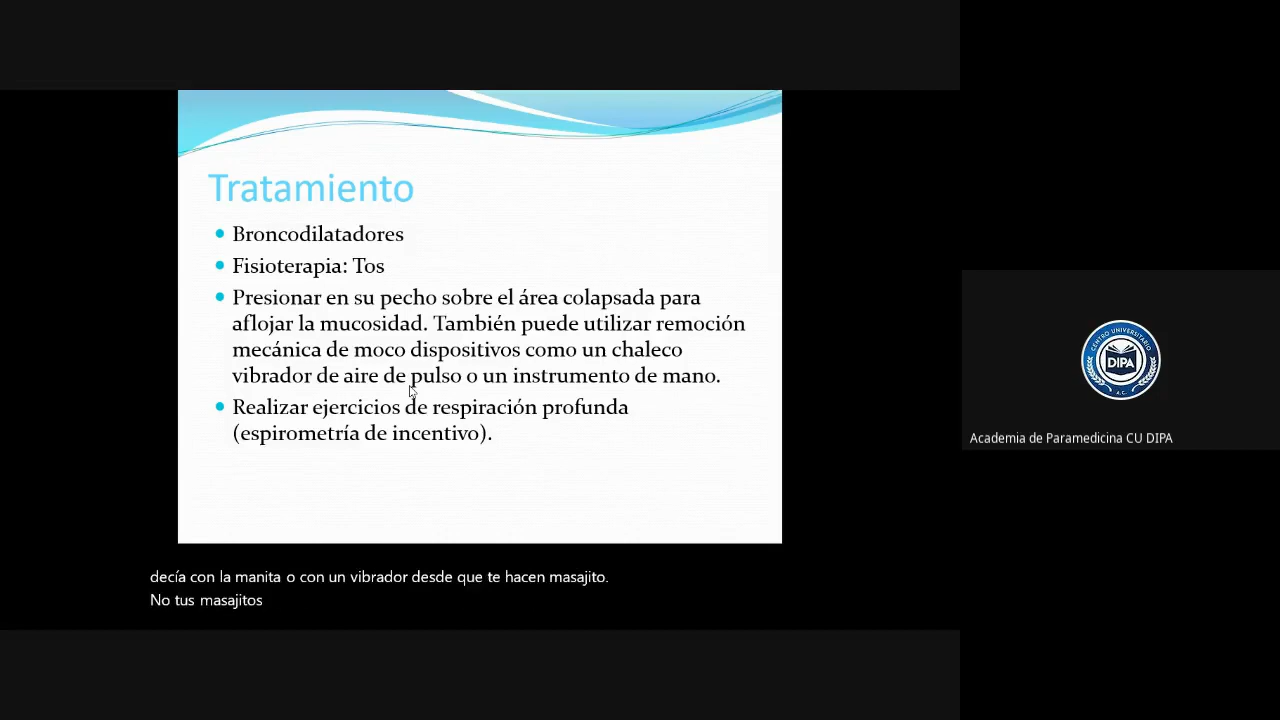 Tratamiento
Broncodilatadores
Fisioterapia: Tos
Presionar en su pecho sobre el área colapsada para
aflojar la mucosidad. También puede utilizar remoción
mecánica de moco dispositivos como un chaleco
vibrador de aire de pulso o un instrumento de mano.
Realizar ejercicios de respiración profunda
(espirometría de incentivo).
CENTRO UNIVERSITARIO
DIPA
A.C.
Academia de Paramedicina CU DIPA
decía con la manita o con un vibrador desde que te hacen masajito.
No tus masajitos